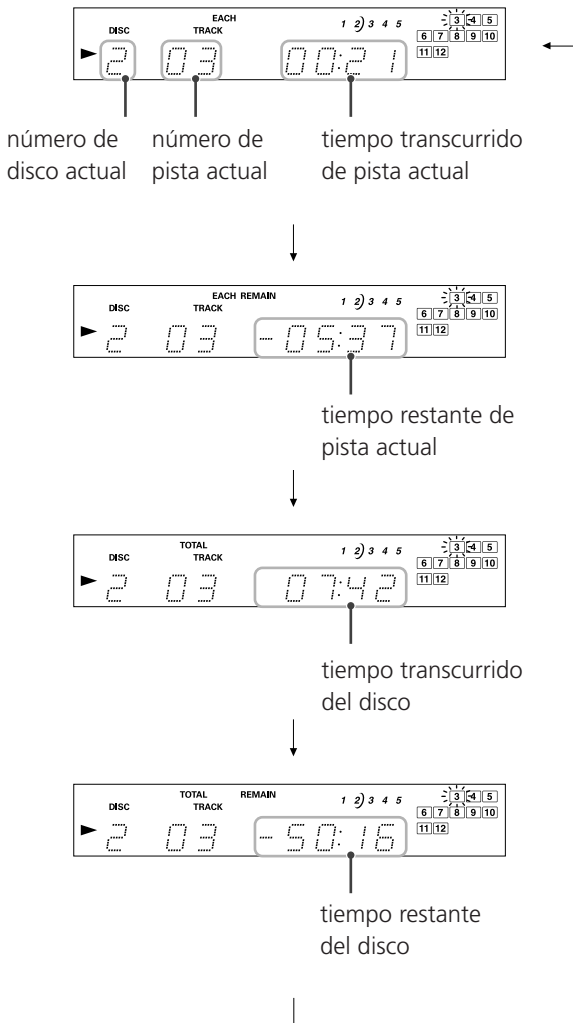 EACH
DISC TRACK 1 2) 3 4 5 3 4 5
6 7 8 9 10
2 03 00:21 11 12
número de número de tiempo transcurrido
disco actual pista actual de pista actual
EACH REMAIN
DISC TRACK 1 2) 3 4 5 3 4 5
6 7 8 9 10
2 03 -05:37 11 12
tiempo restante de
pista actual
TOTAL
DISC TRACK 1 2) 3 4 5 3 4 5
6 7 8 9 10
2 03 07:42 11 12
tiempo transcurrido
del disco
TOTAL REMAIN
DISC TRACK 1 2) 3 4 5 3 4 5
6 7 8 9 10
2 03 -50:16 11 12
tiempo restante
del disco